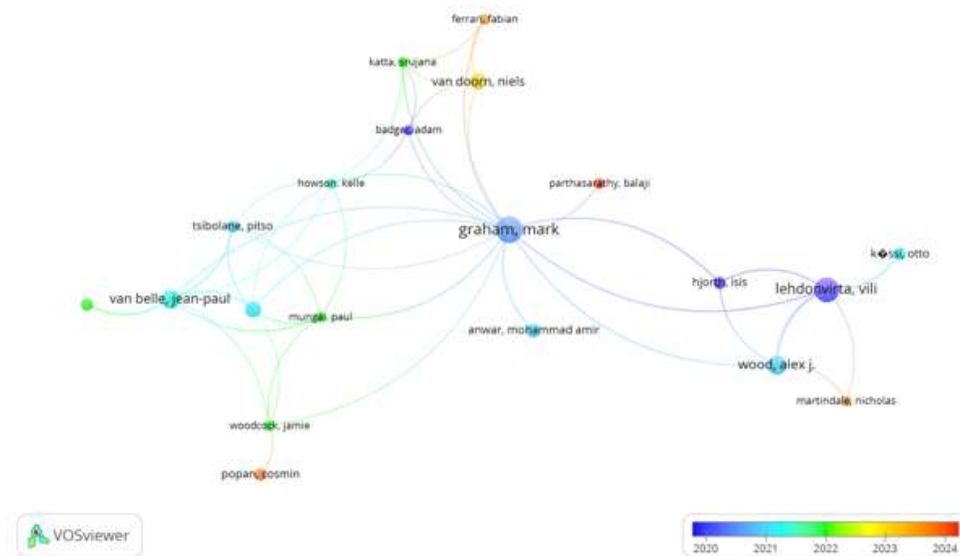 ferrari, fabian
katta, srujana
van doorn, niels
badger, adam
howson, kelle
parthasarathy, balaji
tsibolane, pitso
graham, mark
k�ssi, otto
hjorth, isis
lehdonvirta, vili
van belle, jean-paul
mungai, paul
anwar, mohammad amir
wood, alex j.
martindale, nicholas
woodcock, jamie
popan, cosmin
VOSviewer
2020 2021 2022 2023 2024